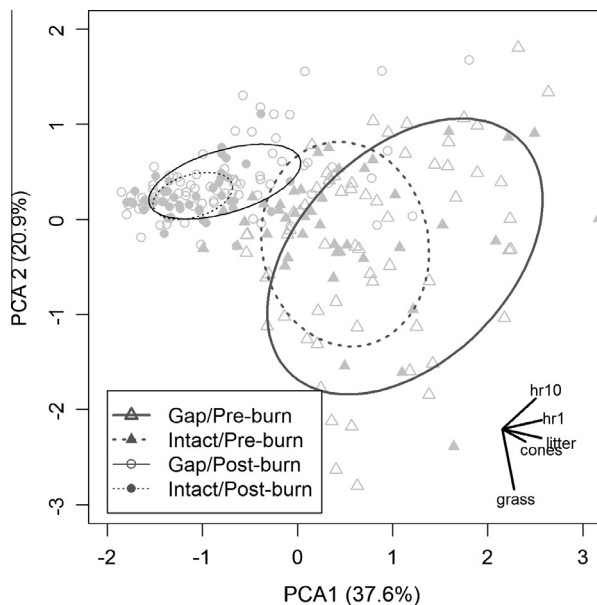 2
1
0
-1
-2
-3
PCA 2 (20.9%)
hr10
hr1
litter
cones
grass
Gap/Pre-burn
Intact/Pre-burn
Gap/Post-burn
Intact/Post-burn
-2 -1 0 1 2 3
PCA1 (37.6%)